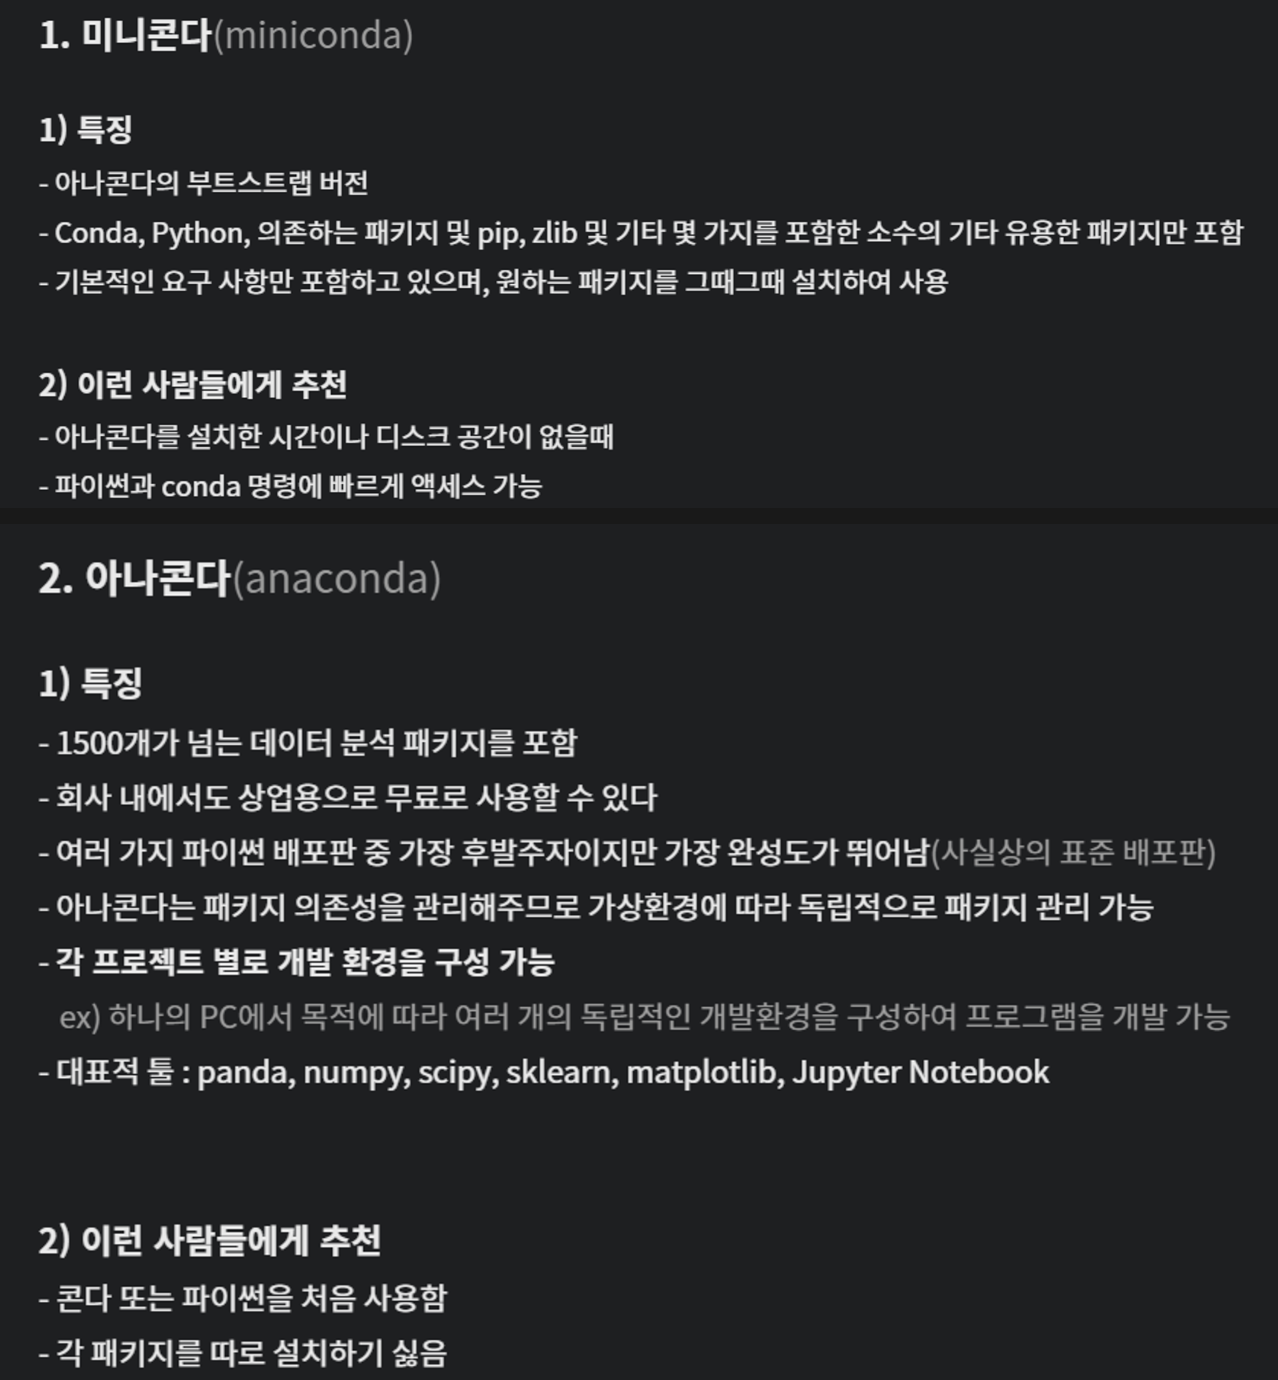 1. 미니콘다(miniconda)
1) 특징
- 아나콘다의 부트스트랩 버전
- Conda, Python, 의존하는 패키지 및 pip, zlib 및 기타 몇 가지를 포함한 소수의 기타 유용한 패키지만 포함
- 기본적인 요구 사항만 포함하고 있으며, 원하는 패키지를 그때그때 설치하여 사용
2) 이런 사람들에게 추천
- 아나콘다를 설치한 시간이나 디스크 공간이 없을때
- 파이썬과 conda 명령에 빠르게 액세스 가능
2. 아나콘다(anaconda)
1) 특징
- 1500개가 넘는 데이터 분석 패키지를 포함
- 회사 내에서도 상업용으로 무료로 사용할 수 있다
- 여러 가지 파이썬 배포판 중 가장 후발주자이지만 가장 완성도가 뛰어남(사실상의 표준 배포판)
- 아나콘다는 패키지 의존성을 관리해주므로 가상환경에 따라 독립적으로 패키지 관리 가능
- 각 프로젝트 별로 개발 환경을 구성 가능
ex) 하나의 PC에서 목적에 따라 여러 개의 독립적인 개발환경을 구성하여 프로그램을 개발 가능
- 대표적 툴 : panda, numpy, scipy, sklearn, matplotlib, Jupyter Notebook
2) 이런 사람들에게 추천
- 콘다 또는 파이썬을 처음 사용함
- 각 패키지를 따로 설치하기 싫음